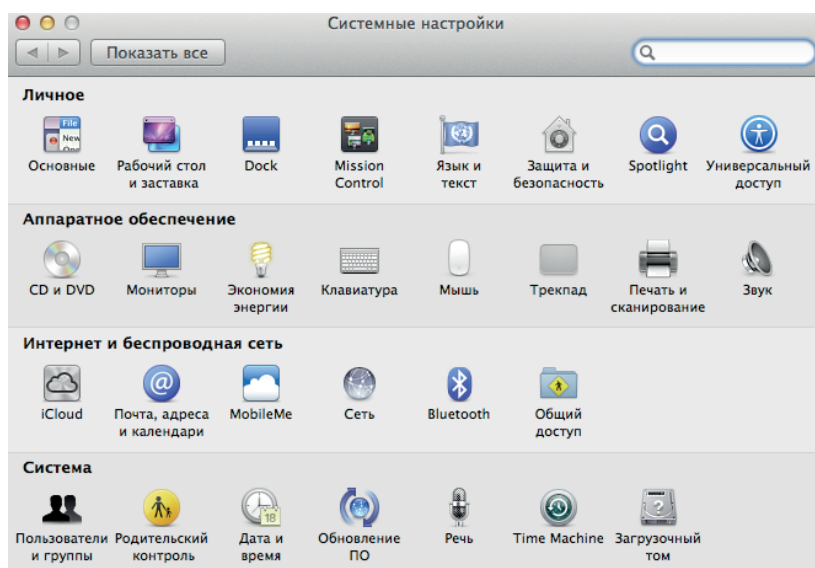 Системные настройки
Показать все
Личное
File
New
Основные
Рабочий стол
и заставка
Dock
Mission
Control
Язык и
текст
Защита и
безопасность
Spotlight
Универсальный
доступ
Аппаратное обеспечение
CD и DVD
Мониторы
Экономия
энергии
Клавиатура
Мышь
Трекпад
Печать и
сканирование
Звук
Интернет и беспроводная сеть
iCloud
Почта, адреса
и календари
MobileMe
Сеть
Bluetooth
Общий
доступ
Система
Пользователи
и группы
Родительский
контроль
18
Дата и
время
Обновление
ПО
Речь
Time Machine
?
Загрузочный
том